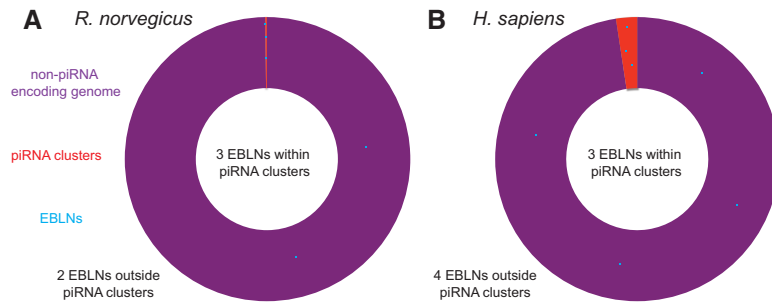 A
R. norvegicus
non-piRNA
encoding genome
piRNA clusters
EBLNs
3 EBLNs within
piRNA clusters
2 EBLNs outside
piRNA clusters
B
H. sapiens
3 EBLNs within
piRNA clusters
4 EBLNs outside
piRNA clusters